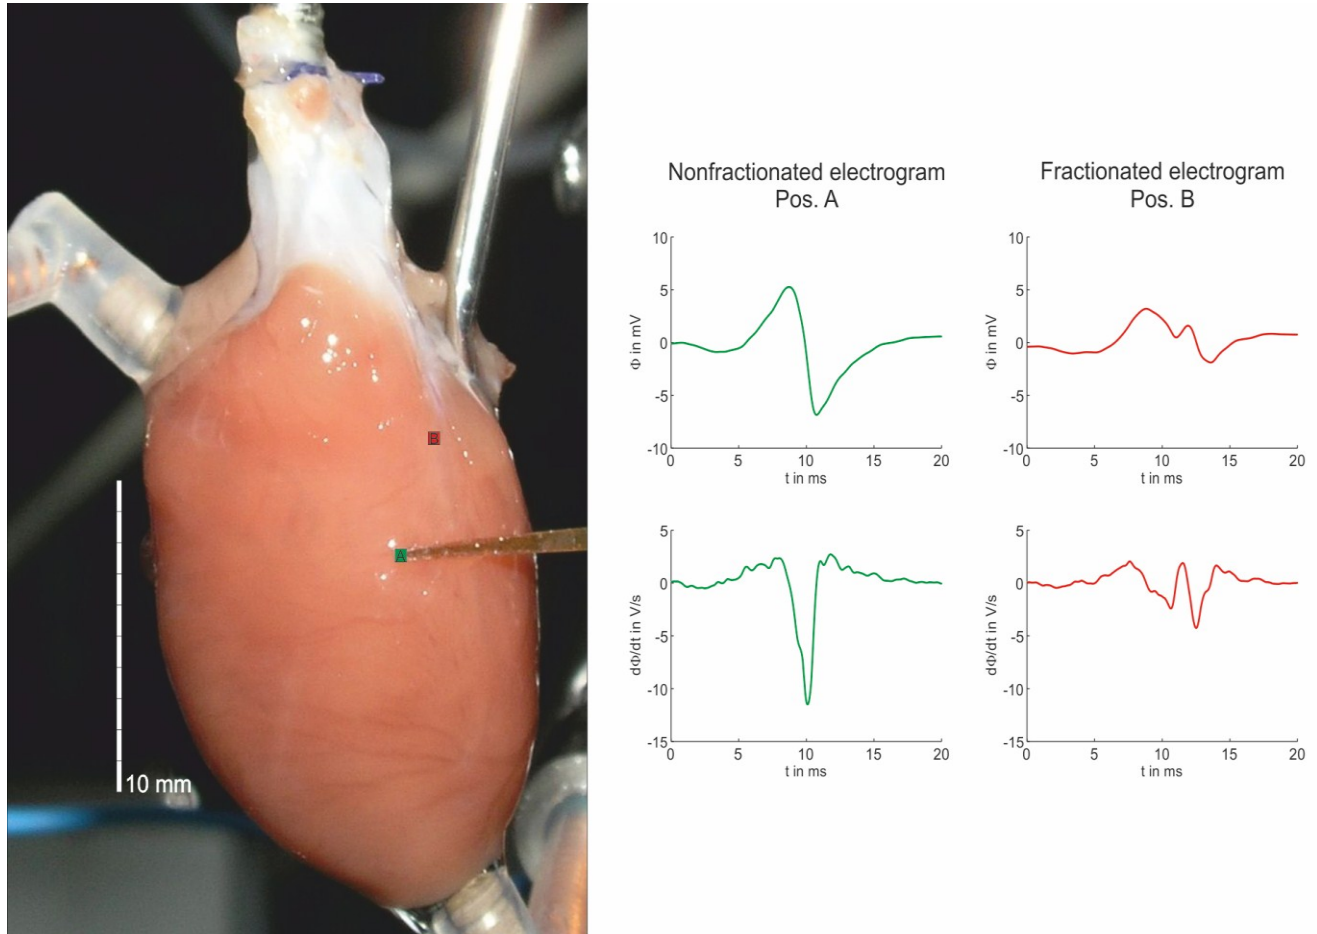 B
A
10 mm
Nonfractionated electrogram
Pos. A
10
5
0
-5
-10
Φ in mV
0 5 10 15 20
t in ms
5
0
-5
-10
-15
dΦ/dt in V/s
0 5 10 15 20
t in ms
Fractionated electrogram
Pos. B
10
5
0
-5
-10
Φ in mV
0 5 10 15 20
t in ms
5
0
-5
-10
-15
dΦ/dt in V/s
0 5 10 15 20
t in ms